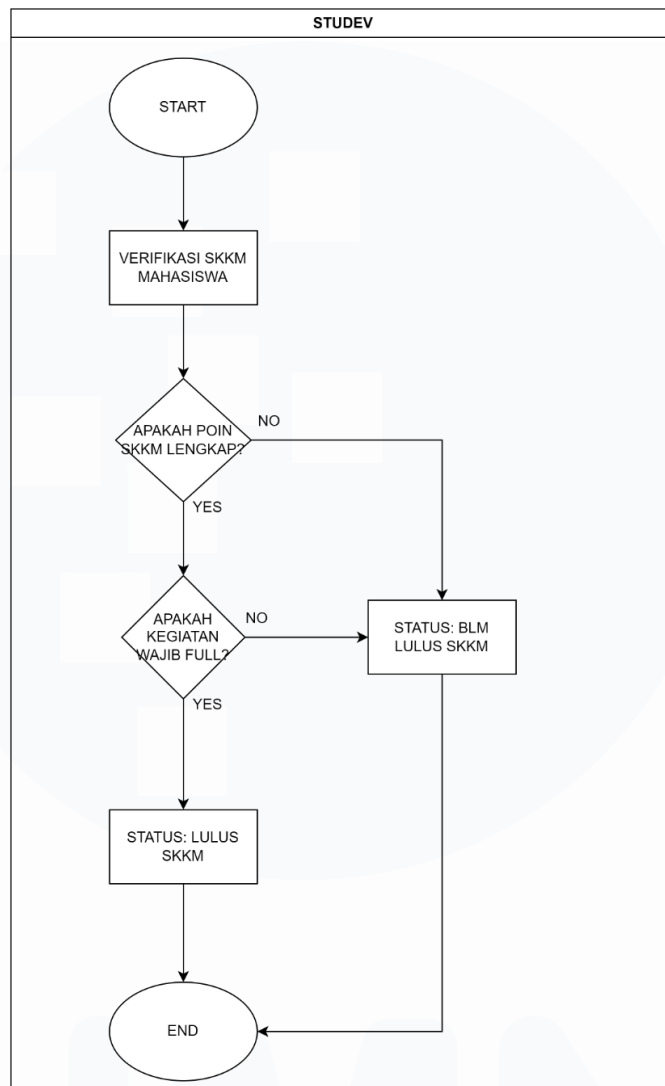 STUDEV
START
VERIFIKASI SKKM
MAHASISWA
APAKAH POIN
SKKM LENGKAP?
NO
YES
APAKAH
KEGIATAN
WAJIB FULL?
NO
STATUS: BLM
LULUS SKKM
YES
STATUS: LULUS
SKKM
END